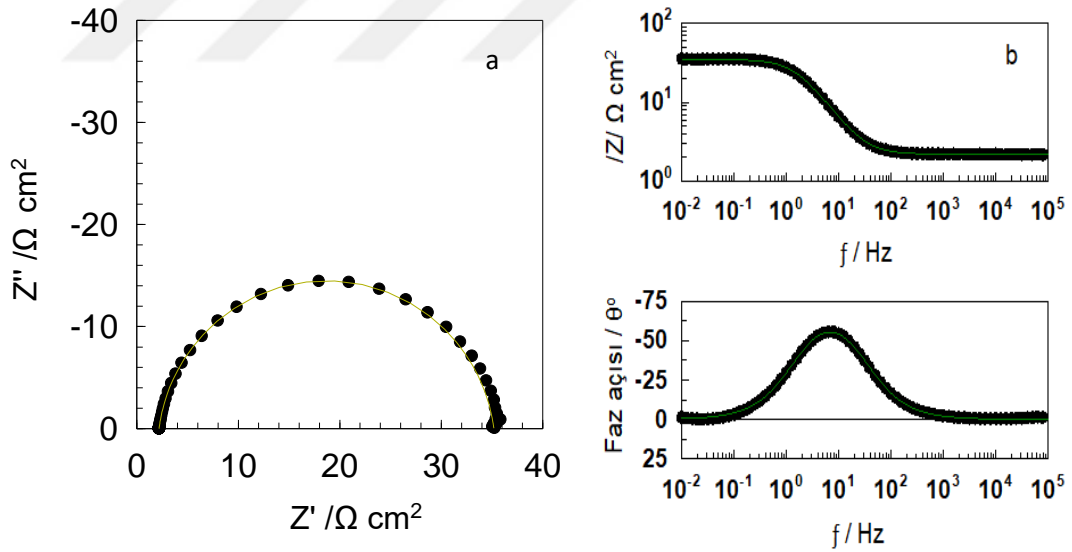 a
-40
-30
-20
-10
0
Z'' /Ω cm²
0 10 20 30 40
Z' /Ω cm²
b
10²
10¹
10⁰
/Z/ Ω cm²
10⁻² 10⁻¹ 10⁰ 10¹ 10² 10³ 10⁴ 10⁵
ƒ / Hz
-75
-50
-25
0
25
Faz açısı / θᵒ
10⁻² 10⁻¹ 10⁰ 10¹ 10² 10³ 10⁴ 10⁵
ƒ / Hz